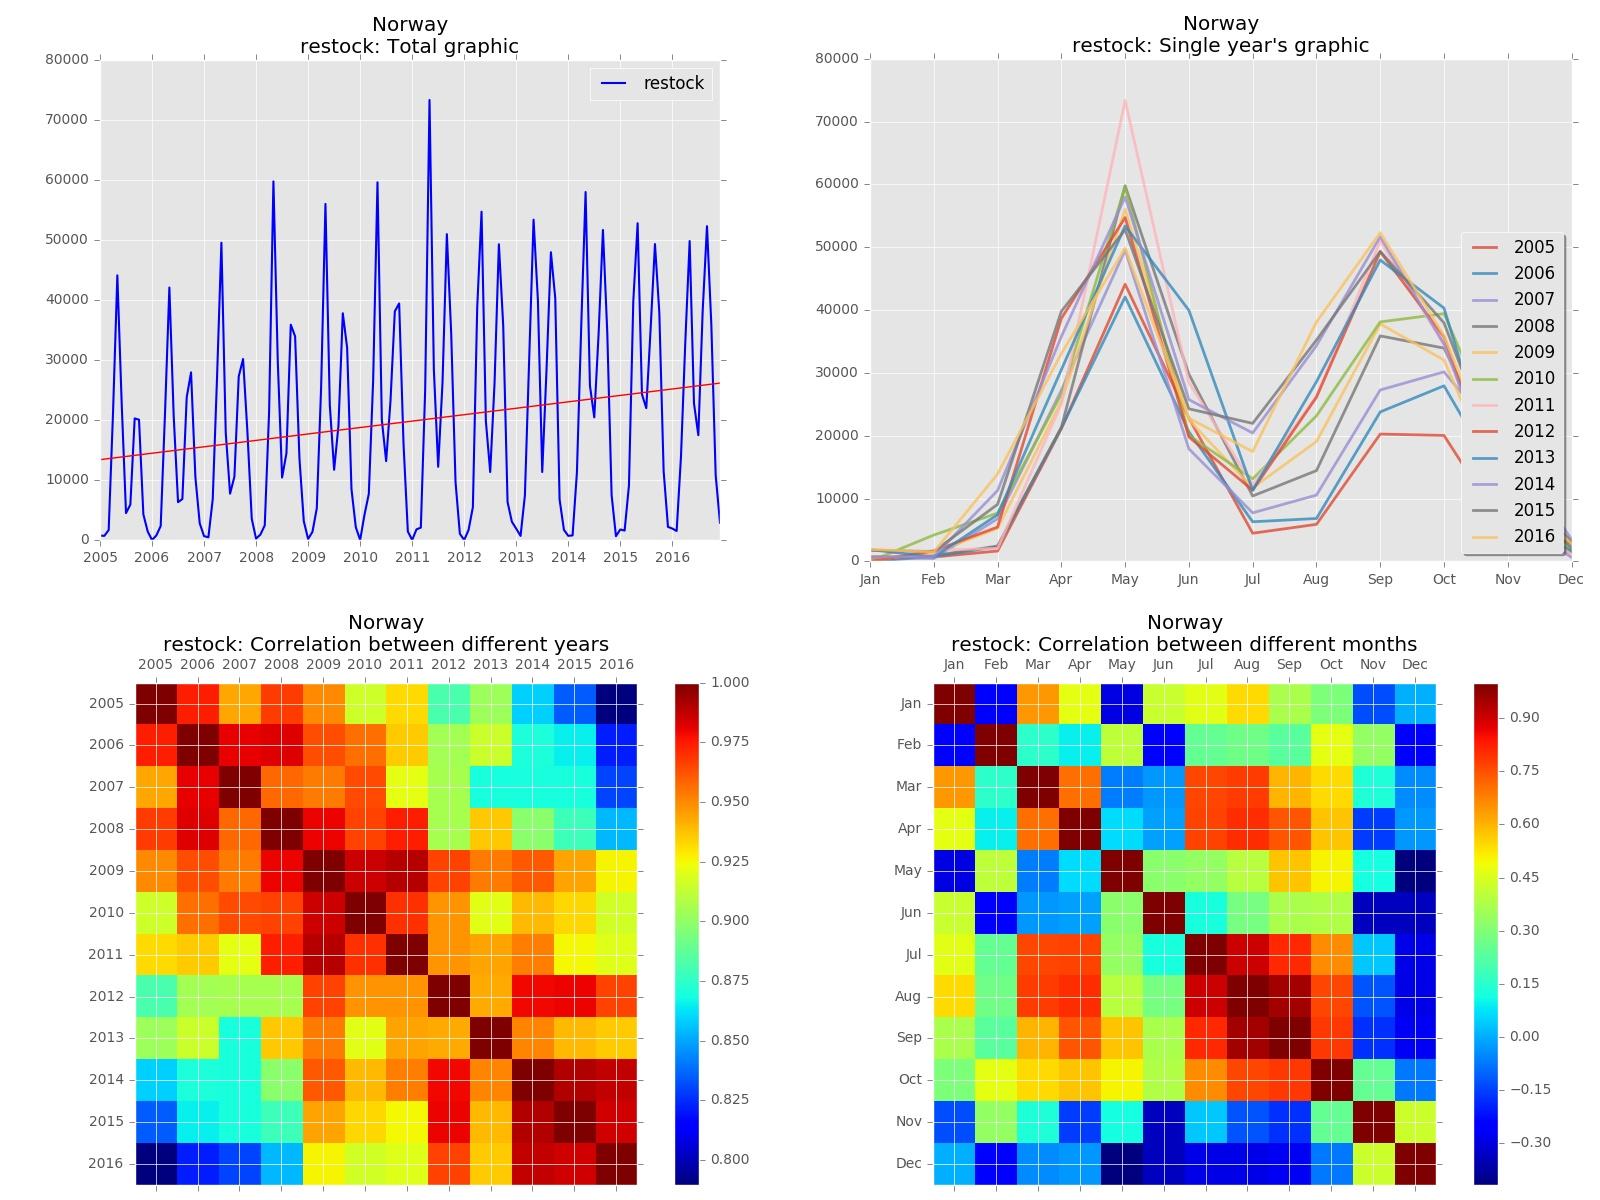 Norway
restock: Total graphic
80000
70000
60000
50000
40000
30000
20000
10000
0
restock
2005 2006 2007 2008 2009 2010 2011 2012 2013 2014 2015 2016
Norway
restock: Single year's graphic
80000
70000
60000
50000
40000
30000
20000
10000
0
2005
2006
2007
2008
2009
2010
2011
2012
2013
2014
2015
2016
Jan Feb Mar Apr May Jun Jul Aug Sep Oct Nov Dec
Norway
restock: Correlation between different years
2005 2006 2007 2008 2009 2010 2011 2012 2013 2014 2015 2016
2005
2006
2007
2008
2009
2010
2011
2012
2013
2014
2015
2016
1.000
0.975
0.950
0.925
0.900
0.875
0.850
0.825
0.800
Norway
restock: Correlation between different months
Jan Feb Mar Apr May Jun Jul Aug Sep Oct Nov Dec
Jan
Feb
Mar
Apr
May
Jun
Jul
Aug
Sep
Oct
Nov
Dec
0.90
0.75
0.60
0.45
0.30
0.15
0.00
−0.15
−0.30